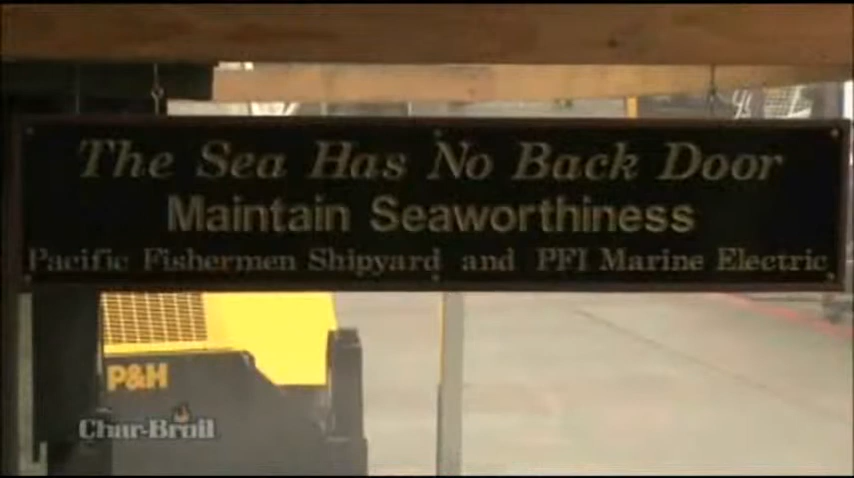 The Sea Has No Back Door
Maintain Seaworthiness
Pacific Fishermen Shipyard and PFI Marine Electric
P&H
Char-Broil